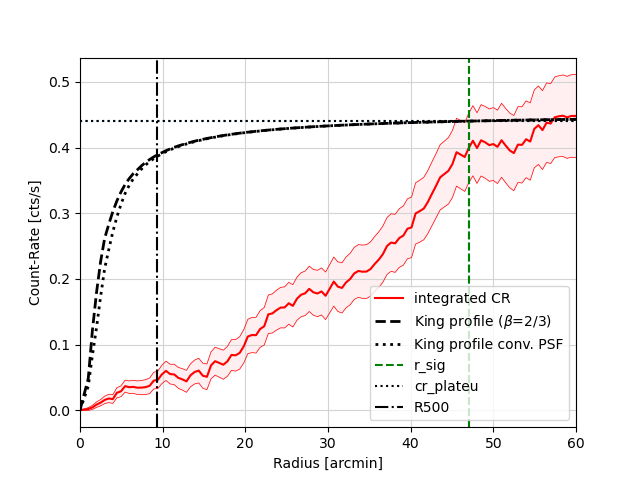 0.5
0.4
0.3
0.2
0.1
0.0
Count-Rate [cts/s]
integrated CR
King profile (β=2/3)
King profile conv. PSF
r_sig
cr_plateu
R500
0 10 20 30 40 50 60
Radius [arcmin]